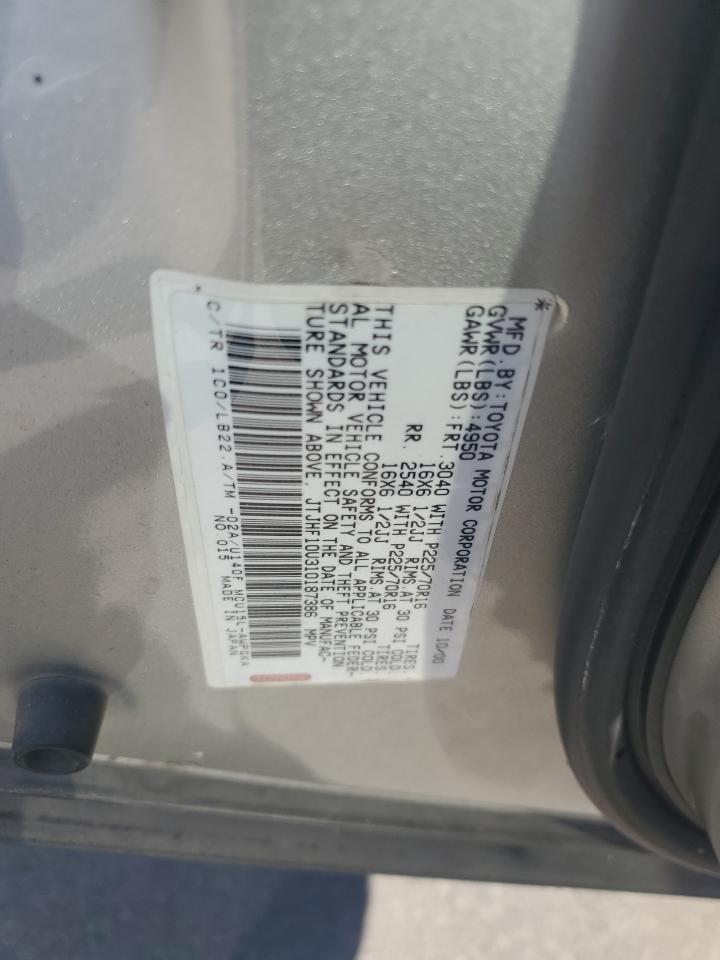 MFD.BY:TOYOTA MOTOR CORPORATION DATE 10/00
GVWR(LBS):4950
GAWR(LBS):FRT.3040 WITH P225/70R16 TIRES.
16X6 1/2JJ RIMS.AT 30 PSI COLD.
RR. 2540 WITH P225/70R16 TIRES.
16X6 1/2JJ RIMS.AT 30 PSI COLD.
THIS VEHICLE CONFORMS TO ALL APPLICABLE FEDER-
AL MOTOR VEHICLE SAFETY AND THEFT PREVENTION
STANDARDS IN EFFECT ON THE DATE OF MANUFAC-
TURE SHOWN ABOVE. JTJHF10U310187386 MPV
C/TR 1C0/LB22.A/TM -02A/U140F MCU15L-AWPGKA
NO.015 MADE IN JAPAN
TOYOTA